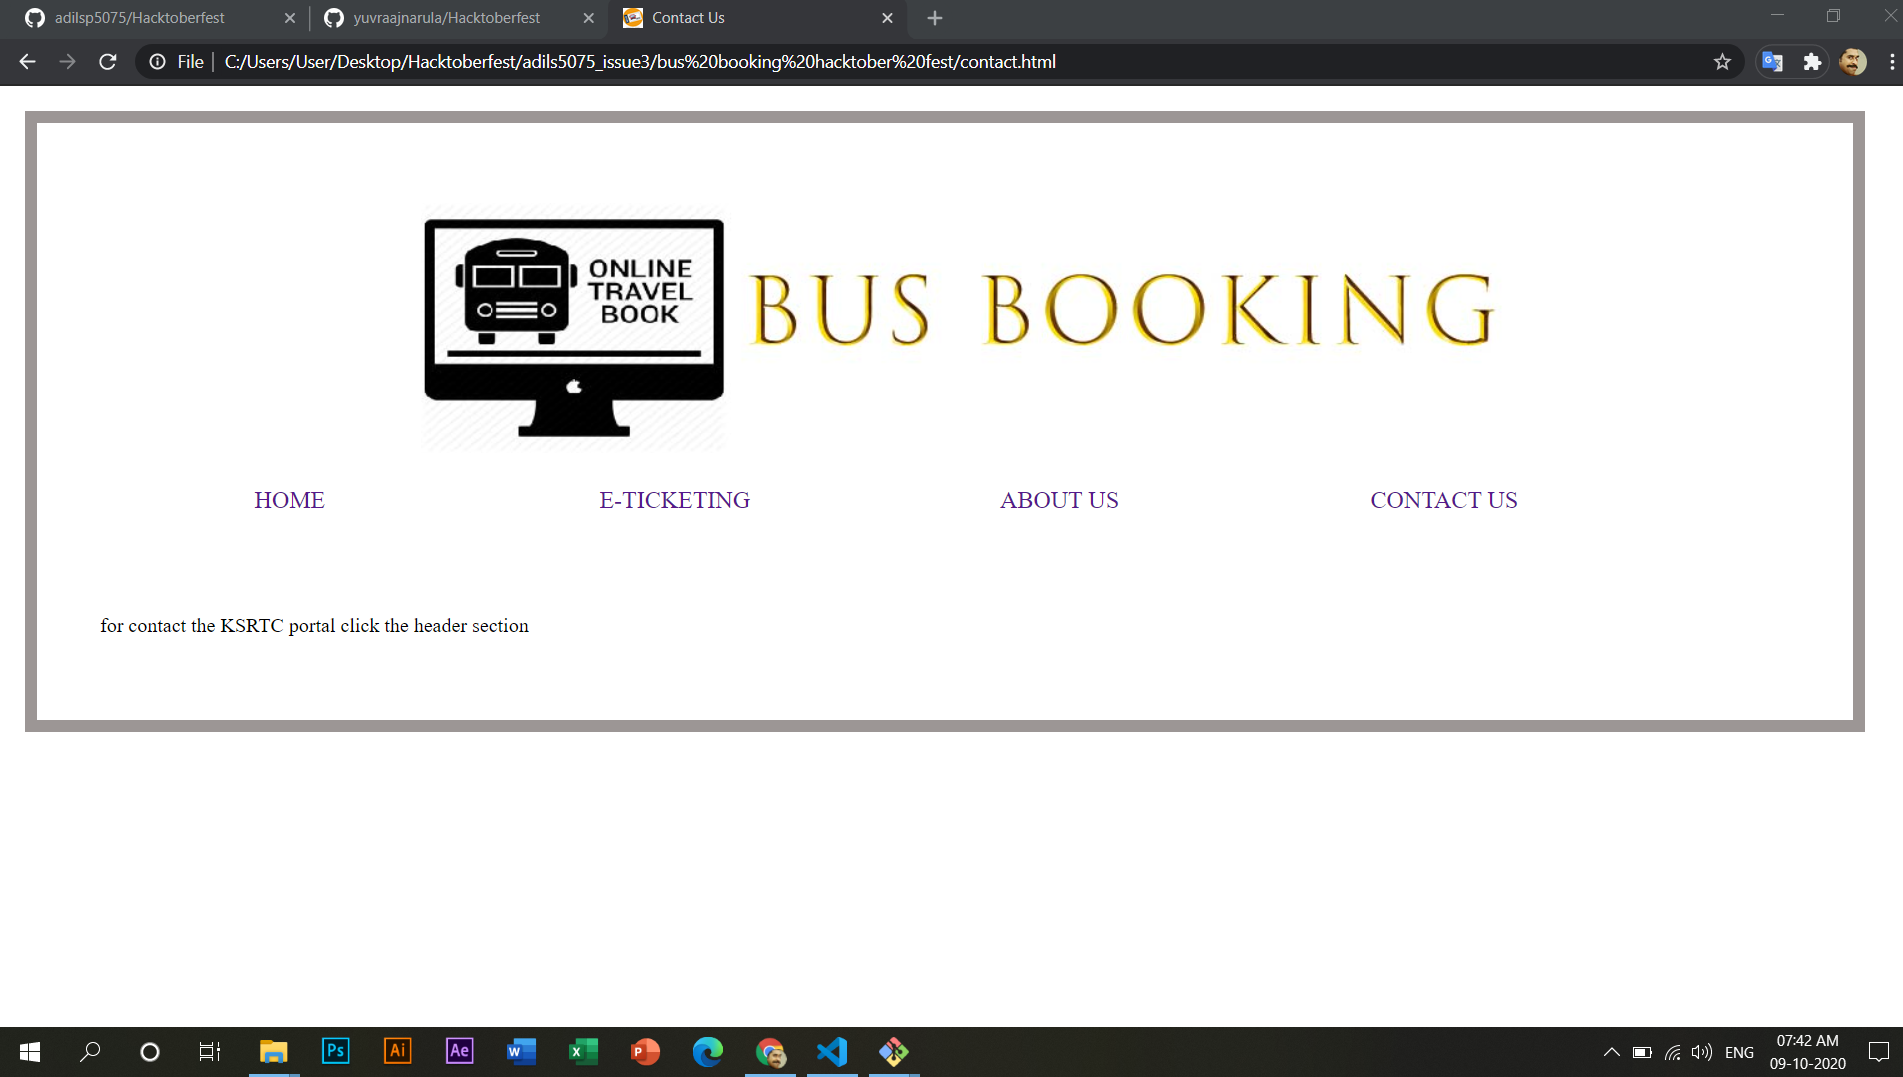 adilsp5075/Hacktoberfest
yuvraajnarula/Hacktoberfest
Contact Us
File
C:/Users/User/Desktop/Hacktoberfest/adils5075_issue3/bus%20booking%20hacktober%20fest/contact.html
ONLINE
TRAVEL
BOOK
BUS BOOKING
HOME
E-TICKETING
ABOUT US
CONTACT US
for contact the KSRTC portal click the header section
Ps
Ai
Ae
W
X
P
ENG
07:42 AM
09-10-2020